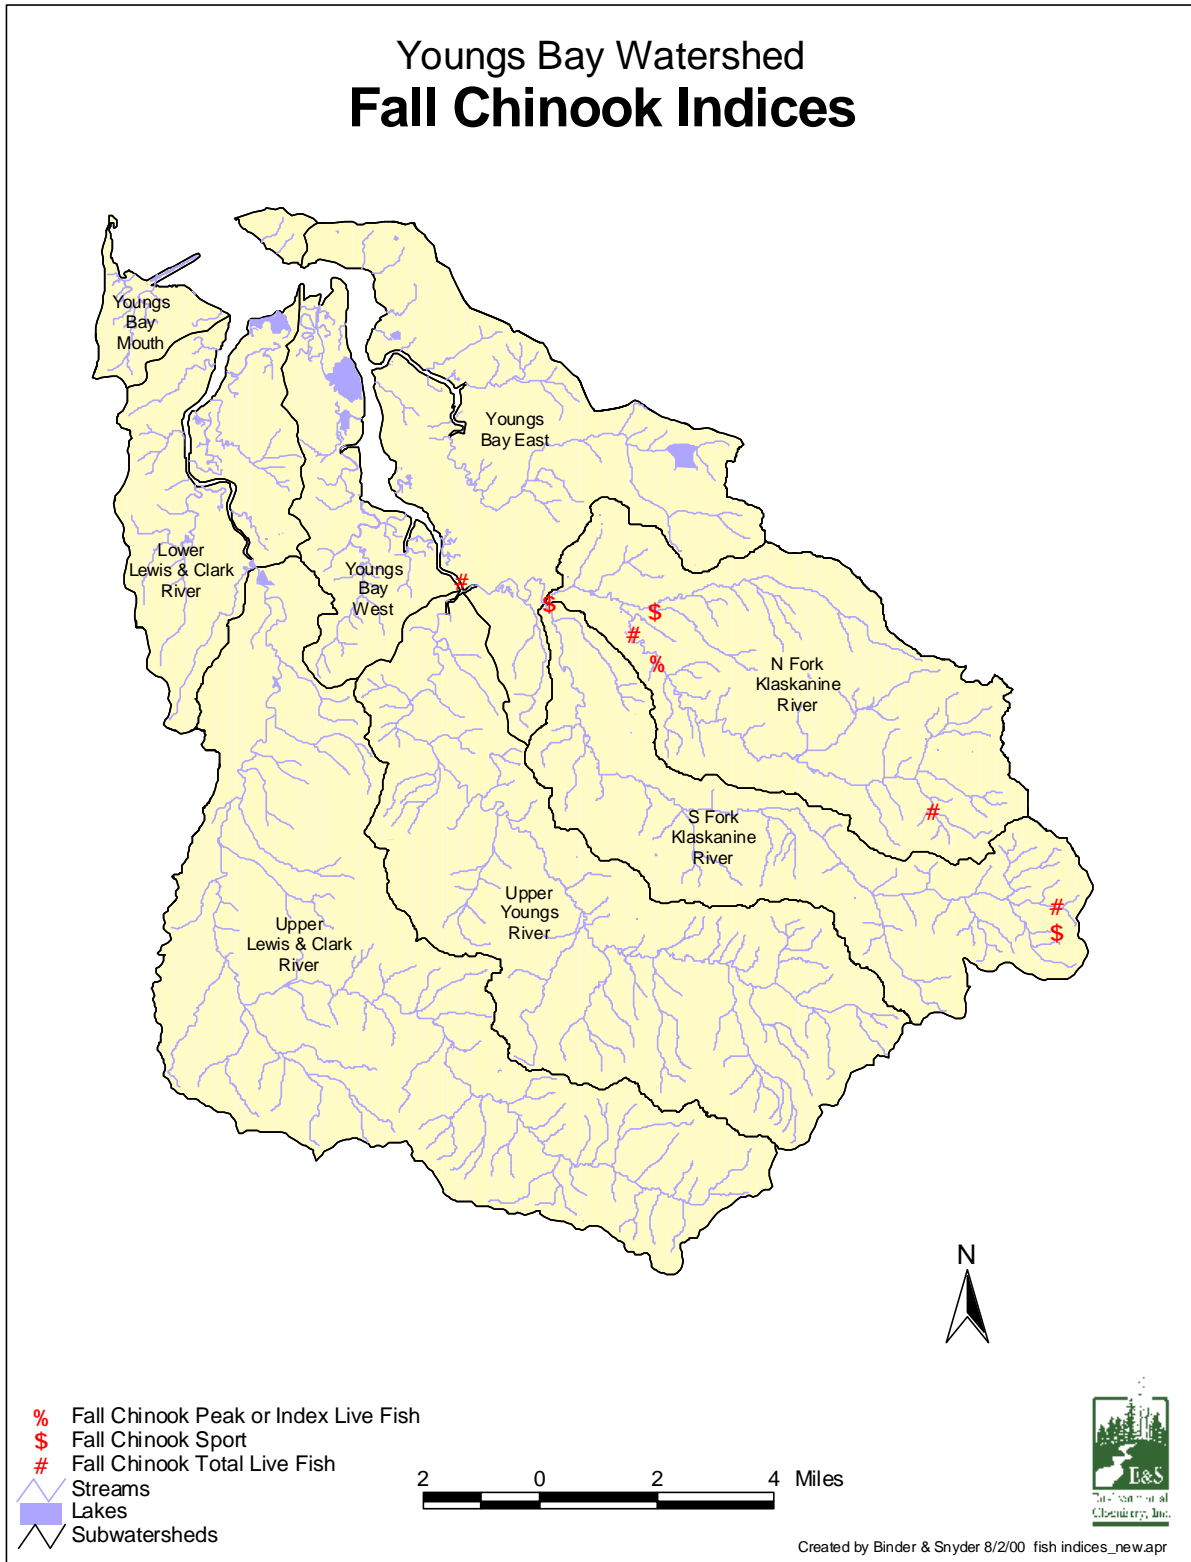 Youngs Bay Watershed
Fall Chinook Indices
Youngs
Bay
Mouth
Youngs
Bay East
Lower
Lewis & Clark
River
Youngs
Bay
West
#
$
$
#
%
N Fork
Klaskanine
River
#
S Fork
Klaskanine
River
#
$
Upper
Youngs
River
Upper
Lewis & Clark
River
N
% Fall Chinook Peak or Index Live Fish
$ Fall Chinook Sport
# Fall Chinook Total Live Fish
Streams
Lakes
Subwatersheds
2 0 2 4 Miles
E&S
Environmental
Chemistry, Inc.
Created by Binder & Snyder 8/2/00 fish indices_new.apr